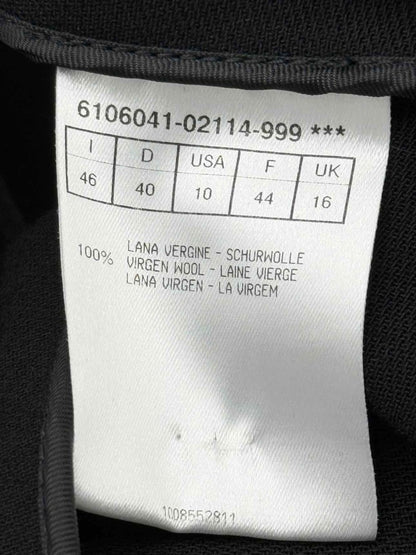 6106041-02114-999 ***
I D USA F UK
46 40 10 44 16
100% LANA VERGINE - SCHURWOLLE
VIRGEN WOOL - LAINE VIERGE
LANA VIRGEN - LA VIRGEM
1008552811